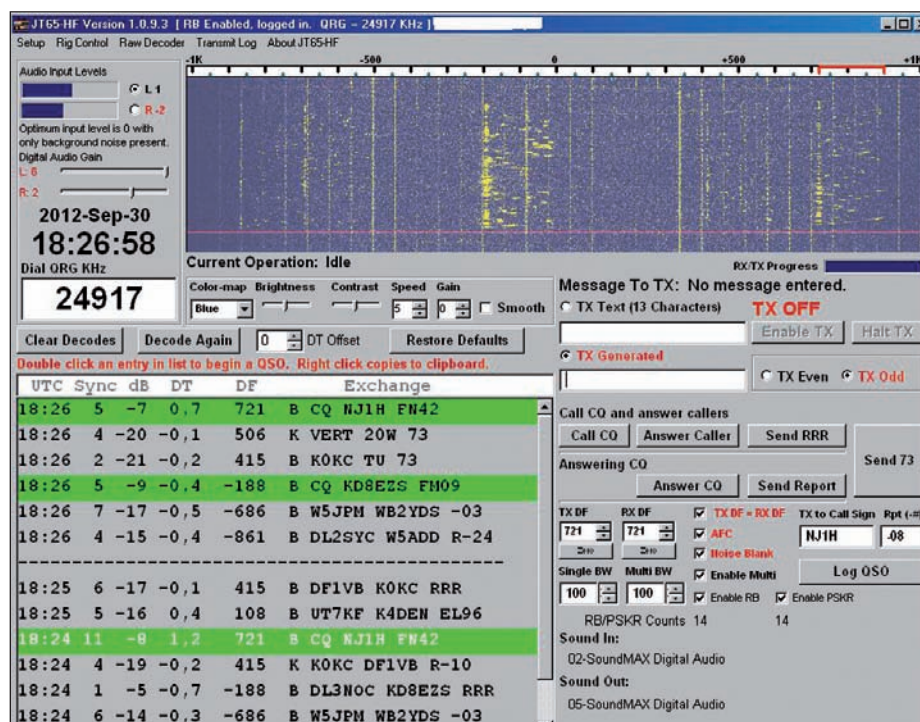 JT65-HF Version 1.0.9.3 [ RB Enabled, logged in. QRG - 24917 KHz ]
Setup Rig Control Raw Decoder Transmit Log About JT65-HF
-1K -500 0 +500 +1K
Audio Input Levels
L 1
R -2
Optimum input level is 0 with
only background noise present.
Digital Audio Gain
L: 6
R: 2
2012-Sep-30
18:26:58
Dial QRG KHz
24917
Current Operation: Idle
RX/TX Progress
Color-map Brightness Contrast Speed Gain
Blue 5 0 Smooth
Message To TX: No message entered.
TX Text (13 Characters) TX OFF
Enable TX Halt TX
TX Generated
TX Even TX Odd
Clear Decodes Decode Again 0 DT Offset Restore Defaults
Double click an entry in list to begin a QSO. Right click copies to clipboard.
UTC Sync dB DT DF Exchange
18:26 5 -7 0,7 721 B CQ NJ1H FN42
18:26 4 -20 -0,1 506 K VERT 20W 73
18:26 2 -21 -0,2 415 B K0KC TU 73
18:26 5 -9 -0,4 -188 B CQ KD8EZS FM09
18:26 7 -17 -0,5 -686 B W5JPM WB2YDS -03
18:26 4 -15 -0,4 -861 B DL2SYC W5ADD R-24
18:25 6 -17 -0,1 415 B DF1VB K0KC RRR
18:25 5 -16 0,4 108 B UT7KF K4DEN EL96
18:24 11 -8 1,2 721 B CQ NJ1H FN42
18:24 4 -19 -0,2 415 K K0KC DF1VB R-10
18:24 1 -5 -0,7 -188 B DL3NOC KD8EZS RRR
18:24 6 -14 -0,3 -686 B W5JPM WB2YDS -03
Call CQ and answer callers
Call CQ Answer Caller Send RRR
Send 73
Answering CQ
Answer CQ Send Report
TX DF RX DF TX DF = RX DF TX to Call Sign Rpt (-#)
721 721 AFC NJ1H -08
Noise Blank
Single BW Multi BW Enable Multi Log QSO
100 100 Enable RB Enable PSKR
RB/PSKR Counts 14 14
Sound In:
02-SoundMAX Digital Audio
Sound Out:
05-SoundMAX Digital Audio